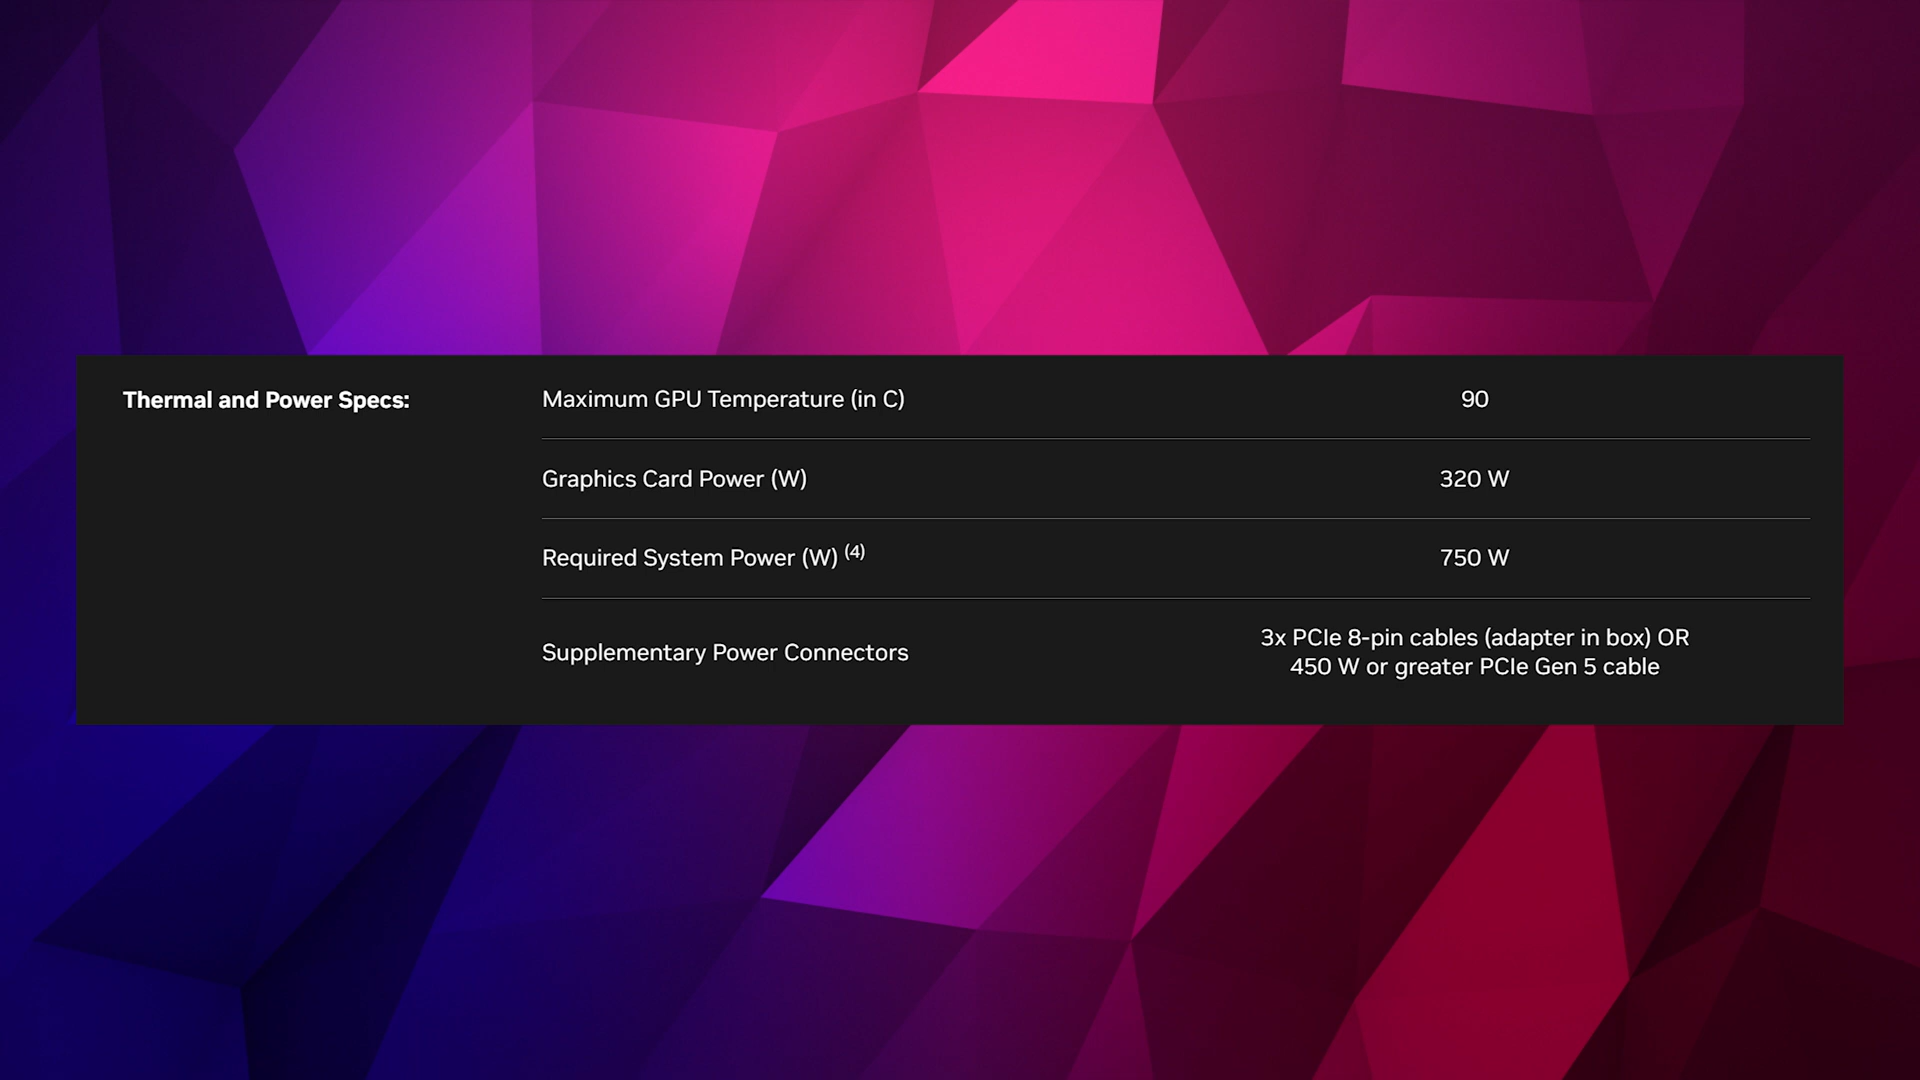 Thermal and Power Specs:
Maximum GPU Temperature (in C)
90
Graphics Card Power (W)
320 W
Required System Power (W) (4)
750 W
Supplementary Power Connectors
3x PCIe 8-pin cables (adapter in box) OR
450 W or greater PCIe Gen 5 cable